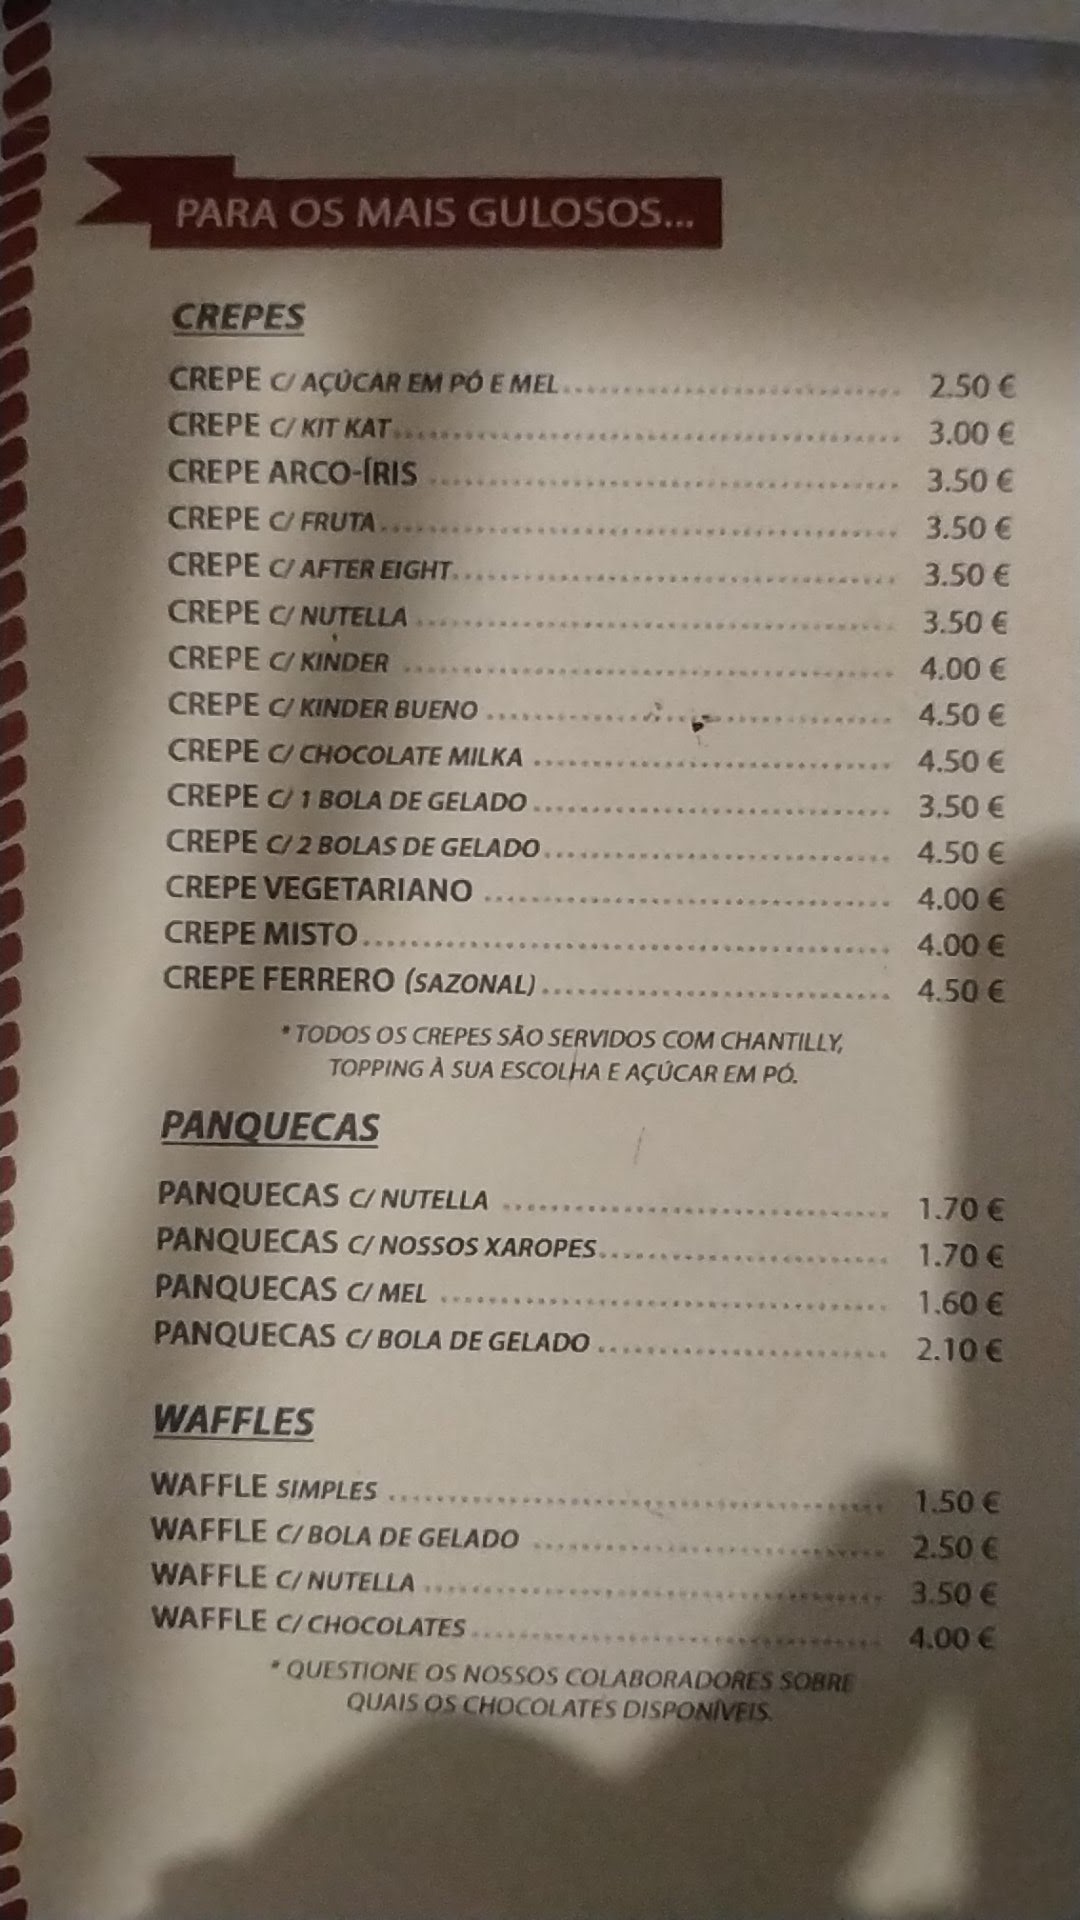 PARA OS MAIS GULOSOS...
CREPES
CREPE C/ AÇÚCAR EM PÓ E MEL 2.50 €
CREPE C/ KIT KAT 3.00 €
CREPE ARCO-ÍRIS 3.50 €
CREPE C/ FRUTA 3.50 €
CREPE C/ AFTER EIGHT 3.50 €
CREPE C/ NUTELLA 3.50 €
CREPE C/ KINDER 4.00 €
CREPE C/ KINDER BUENO 4.50 €
CREPE C/ CHOCOLATE MILKA 4.50 €
CREPE C/ 1 BOLA DE GELADO 3.50 €
CREPE C/ 2 BOLAS DE GELADO 4.50 €
CREPE VEGETARIANO 4.00 €
CREPE MISTO 4.00 €
CREPE FERRERO (SAZONAL) 4.50 €
* TODOS OS CREPES SÃO SERVIDOS COM CHANTILLY,
TOPPING À SUA ESCOLHA E AÇÚCAR EM PÓ.
PANQUECAS
PANQUECAS C/ NUTELLA 1.70 €
PANQUECAS C/ NOSSOS XAROPES 1.70 €
PANQUECAS C/ MEL 1.60 €
PANQUECAS C/ BOLA DE GELADO 2.10 €
WAFFLES
WAFFLE SIMPLES 1.50 €
WAFFLE C/ BOLA DE GELADO 2.50 €
WAFFLE C/ NUTELLA 3.50 €
WAFFLE C/ CHOCOLATES 4.00 €
* QUESTIONE OS NOSSOS COLABORADORES SOBRE
QUAIS OS CHOCOLATES DISPONÍVEIS.